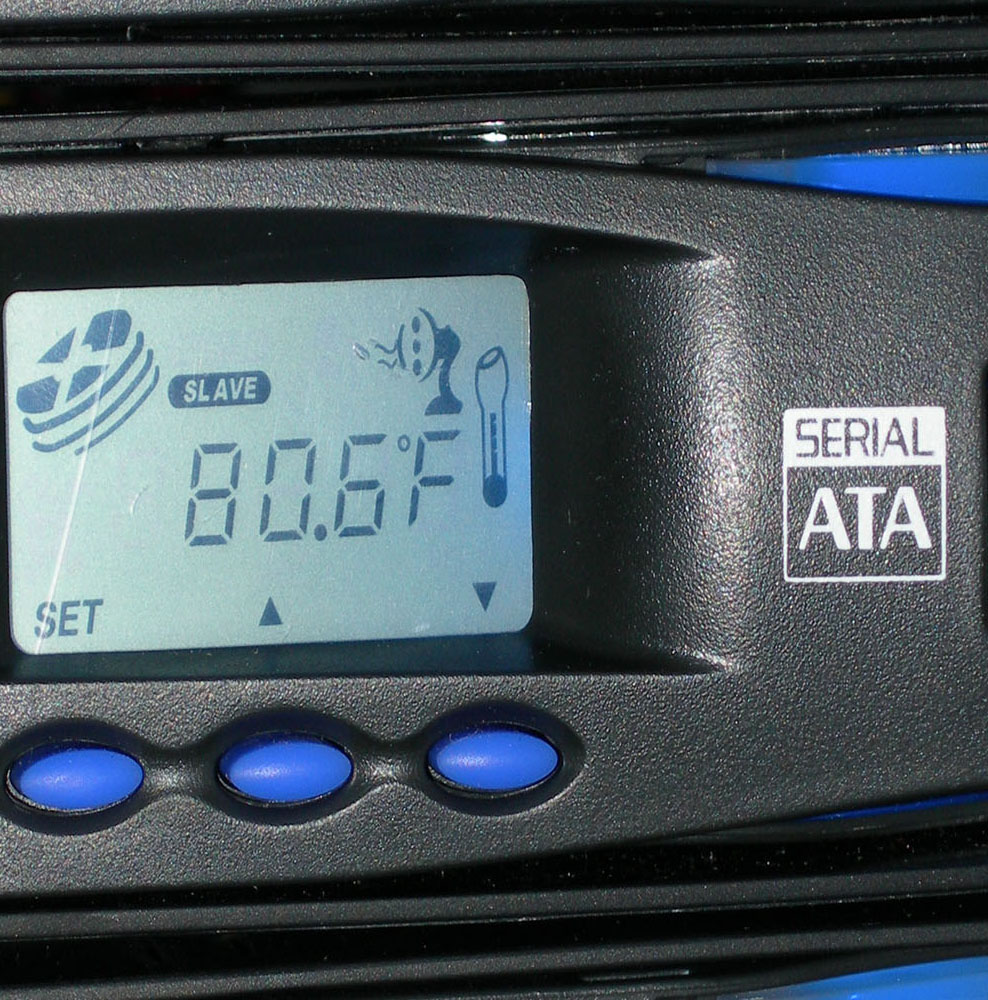 SLAVE
80.6°F
SET ▲ ▼
SERIAL
ATA